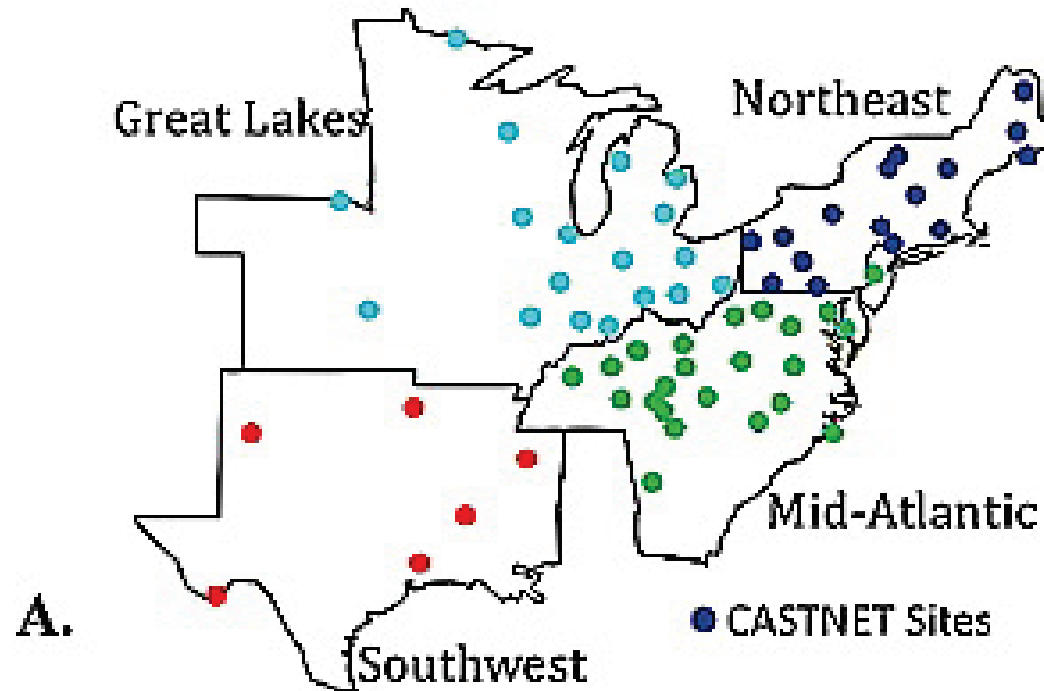 Great Lakes
Northeast
Mid-Atlantic
A.
CASTNET Sites
Southwest